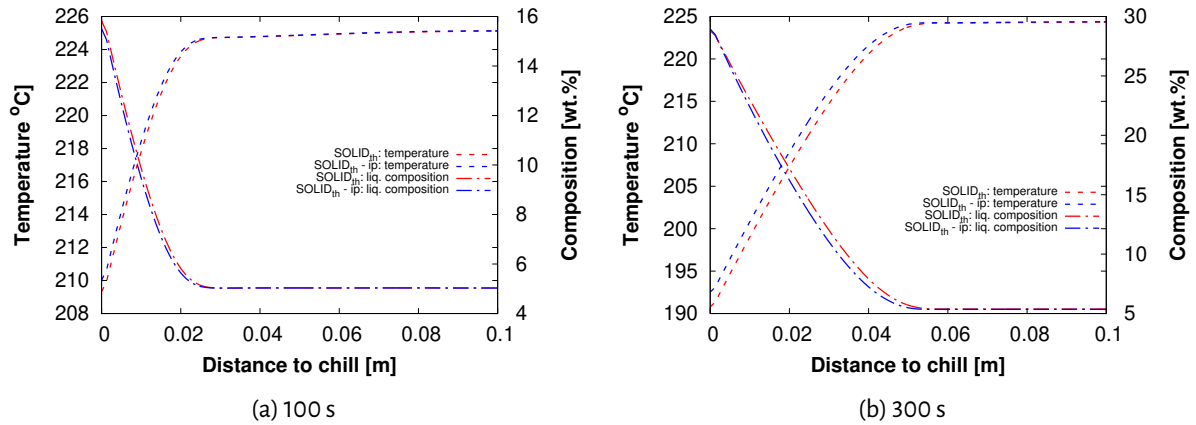 226
224
222
220
218
216
214
212
210
208
Temperature °C
16
14
12
10
8
6
4
Composition [wt.%]
SOLIDth: temperature
SOLIDth - ip: temperature
SOLIDth: liq. composition
SOLIDth - ip: liq. composition
0 0.02 0.04 0.06 0.08 0.1
Distance to chill [m]
(a) 100 s
225
220
215
210
205
200
195
190
Temperature °C
30
25
20
15
10
5
Composition [wt.%]
SOLIDth: temperature
SOLIDth - ip: temperature
SOLIDth: liq. composition
SOLIDth - ip: liq. composition
0 0.02 0.04 0.06 0.08 0.1
Distance to chill [m]
(b) 300 s